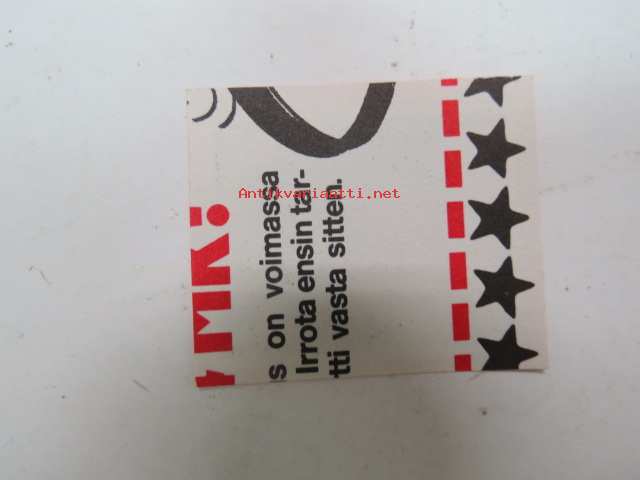 MK!
s on voimassa
Irrota ensin tar-
tti vasta sitten.
Antikvariaatti.net